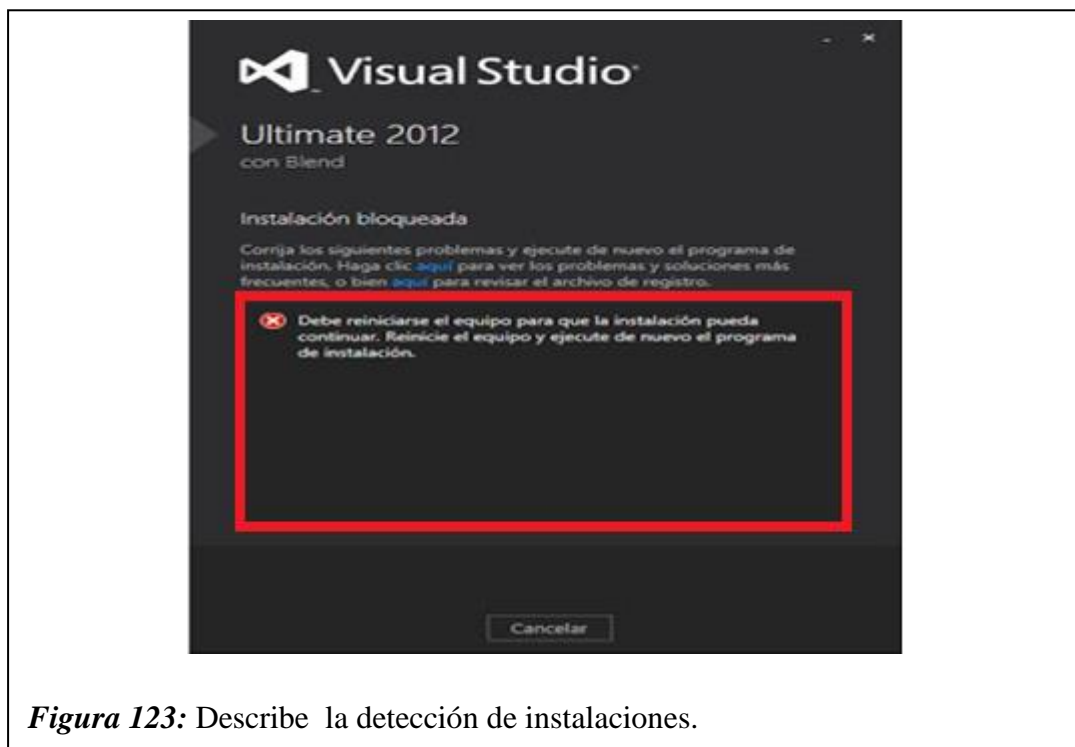 Visual Studio
Ultimate 2012
con Blend
Instalación bloqueada
Corrija los siguientes problemas y ejecute de nuevo el programa de
instalación. Haga clic aquí para ver los problemas y soluciones más
frecuentes, o bien aquí para revisar el archivo de registro.
Debe reiniciarse el equipo para que la instalación pueda
continuar. Reinicie el equipo y ejecute de nuevo el programa
de instalación.
Cancelar
Figura 123: Describe la detección de instalaciones.